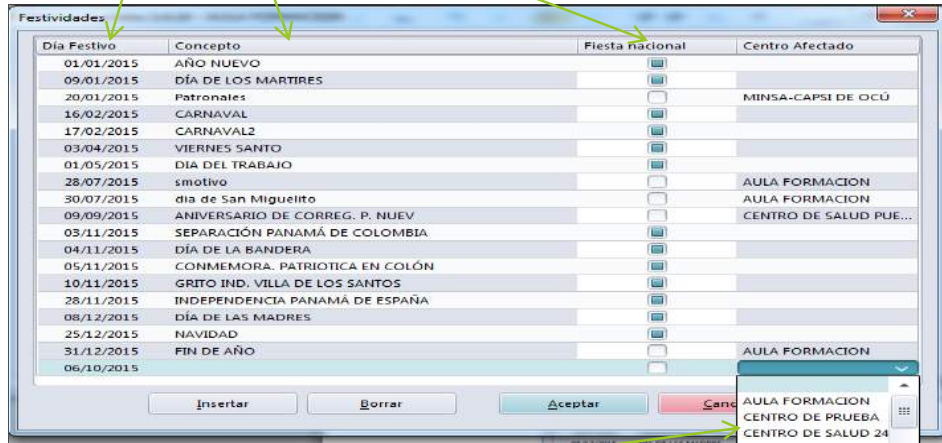 Festividades
Día Festivo Concepto Fiesta nacional Centro Afectado
01/01/2015 AÑO NUEVO
09/01/2015 DÍA DE LOS MARTIRES
20/01/2015 Patronales MINSA-CAPSI DE OCÚ
16/02/2015 CARNAVAL
17/02/2015 CARNAVAL2
03/04/2015 VIERNES SANTO
01/05/2015 DIA DEL TRABAJO
28/07/2015 smotivo AULA FORMACION
30/07/2015 dia de San Miguelito AULA FORMACION
09/09/2015 ANIVERSARIO DE CORREG. P. NUEV CENTRO DE SALUD PUE...
03/11/2015 SEPARACIÓN PANAMÁ DE COLOMBIA
04/11/2015 DÍA DE LA BANDERA
05/11/2015 CONMEMORA. PATRIOTICA EN COLÓN
10/11/2015 GRITO IND. VILLA DE LOS SANTOS
28/11/2015 INDEPENDENCIA PANAMÁ DE ESPAÑA
08/12/2015 DÍA DE LAS MADRES
25/12/2015 NAVIDAD
31/12/2015 FIN DE AÑO AULA FORMACION
06/10/2015
Insertar Borrar Aceptar Canc
AULA FORMACION
CENTRO DE PRUEBA
CENTRO DE SALUD 24